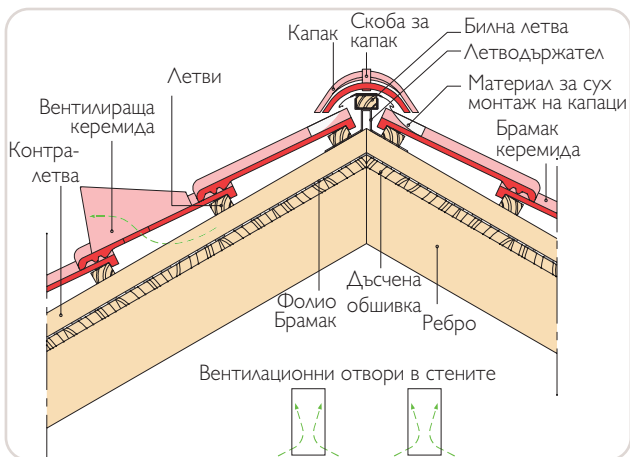 Скоба за
капак
Капак
Билна летва
Летводържател
Летви
Материал за сух
монтаж на капаци
Вентилираща
керемида
Брамак
керемида
Контра-
летва
Фолио
Брамак
Дъсчена
обшивка
Ребро
Вентилационни отвори в стените